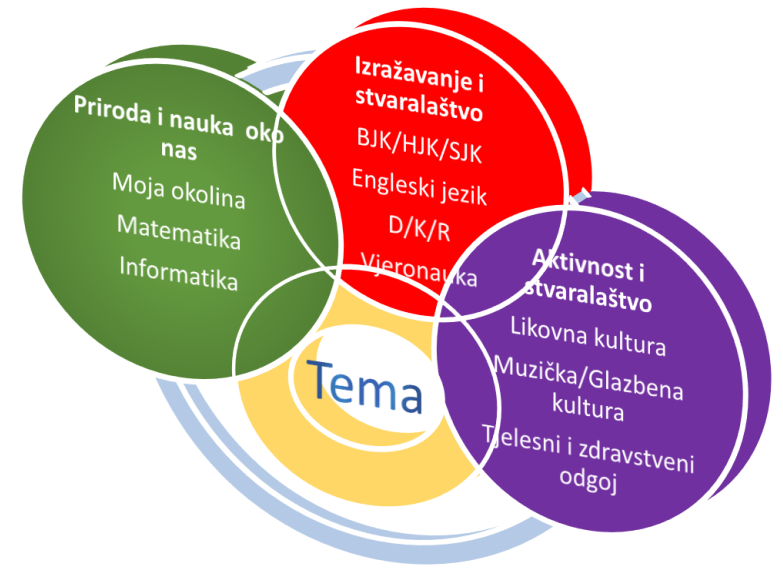 Priroda i nauka oko
nas
Moja okolina
Matematika
Informatika
Izražavanje i
stvaralaštvo
BJK/HJK/SJK
Engleski jezik
D/K/R
Vjeronauka
Aktivnost i
stvaralaštvo
Likovna kultura
Muzička/Glazbena
kultura
Tjelesni i zdravstveni
odgoj
Tema